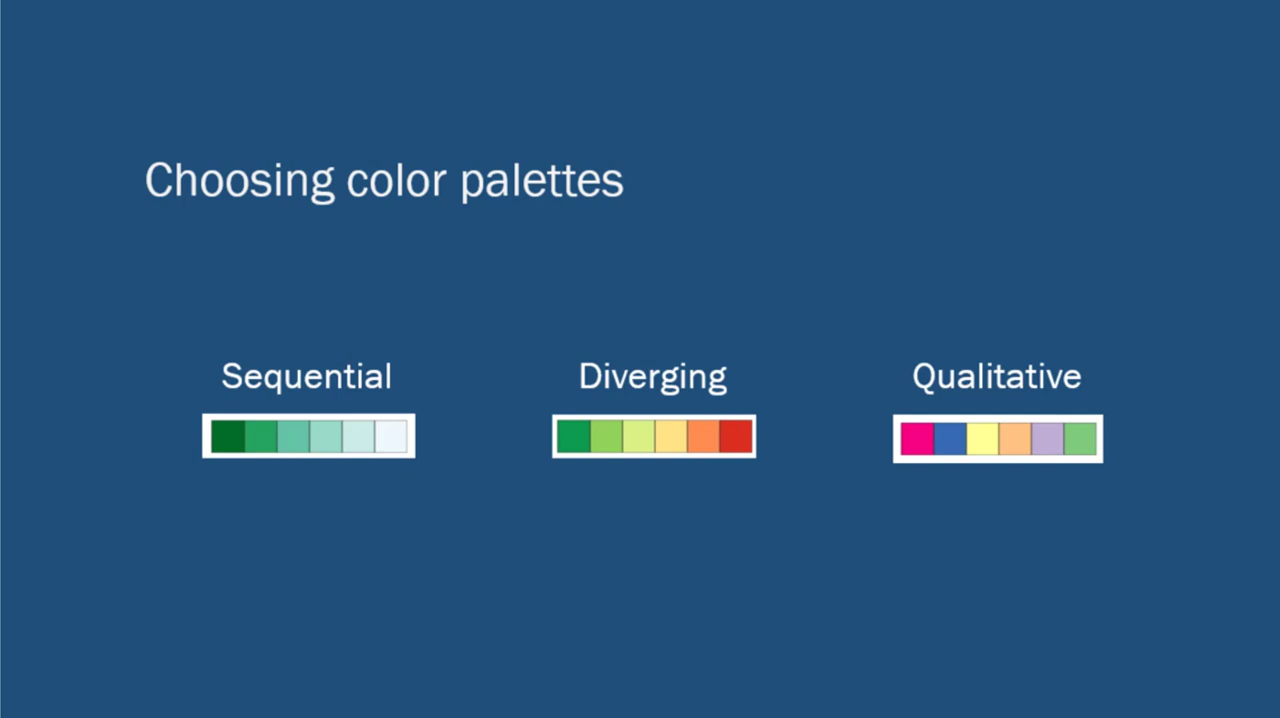 Choosing color palettes
Sequential
Diverging
Qualitative